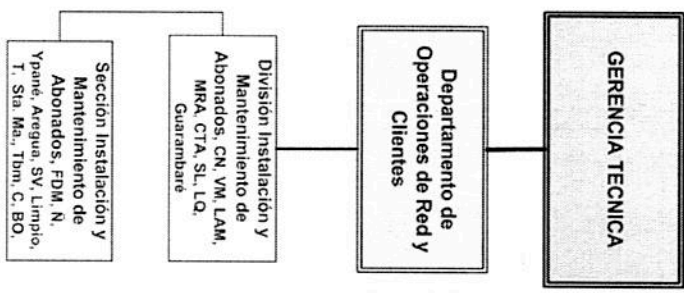 GERENCIA TECNICA
Departamento de
Operaciones de Red y
Clientes
División Instalación y
Mantenimiento de
Abonados, CN, VM, LAM,
MRA, CTA, SL, LQ,
Guarambaré
Sección Instalación y
Mantenimiento de
Abonados, FDM, Ñ,
Ypané, Aregua, SV, Limpio,
T, Sta. Ma., Tbm, C, BO,